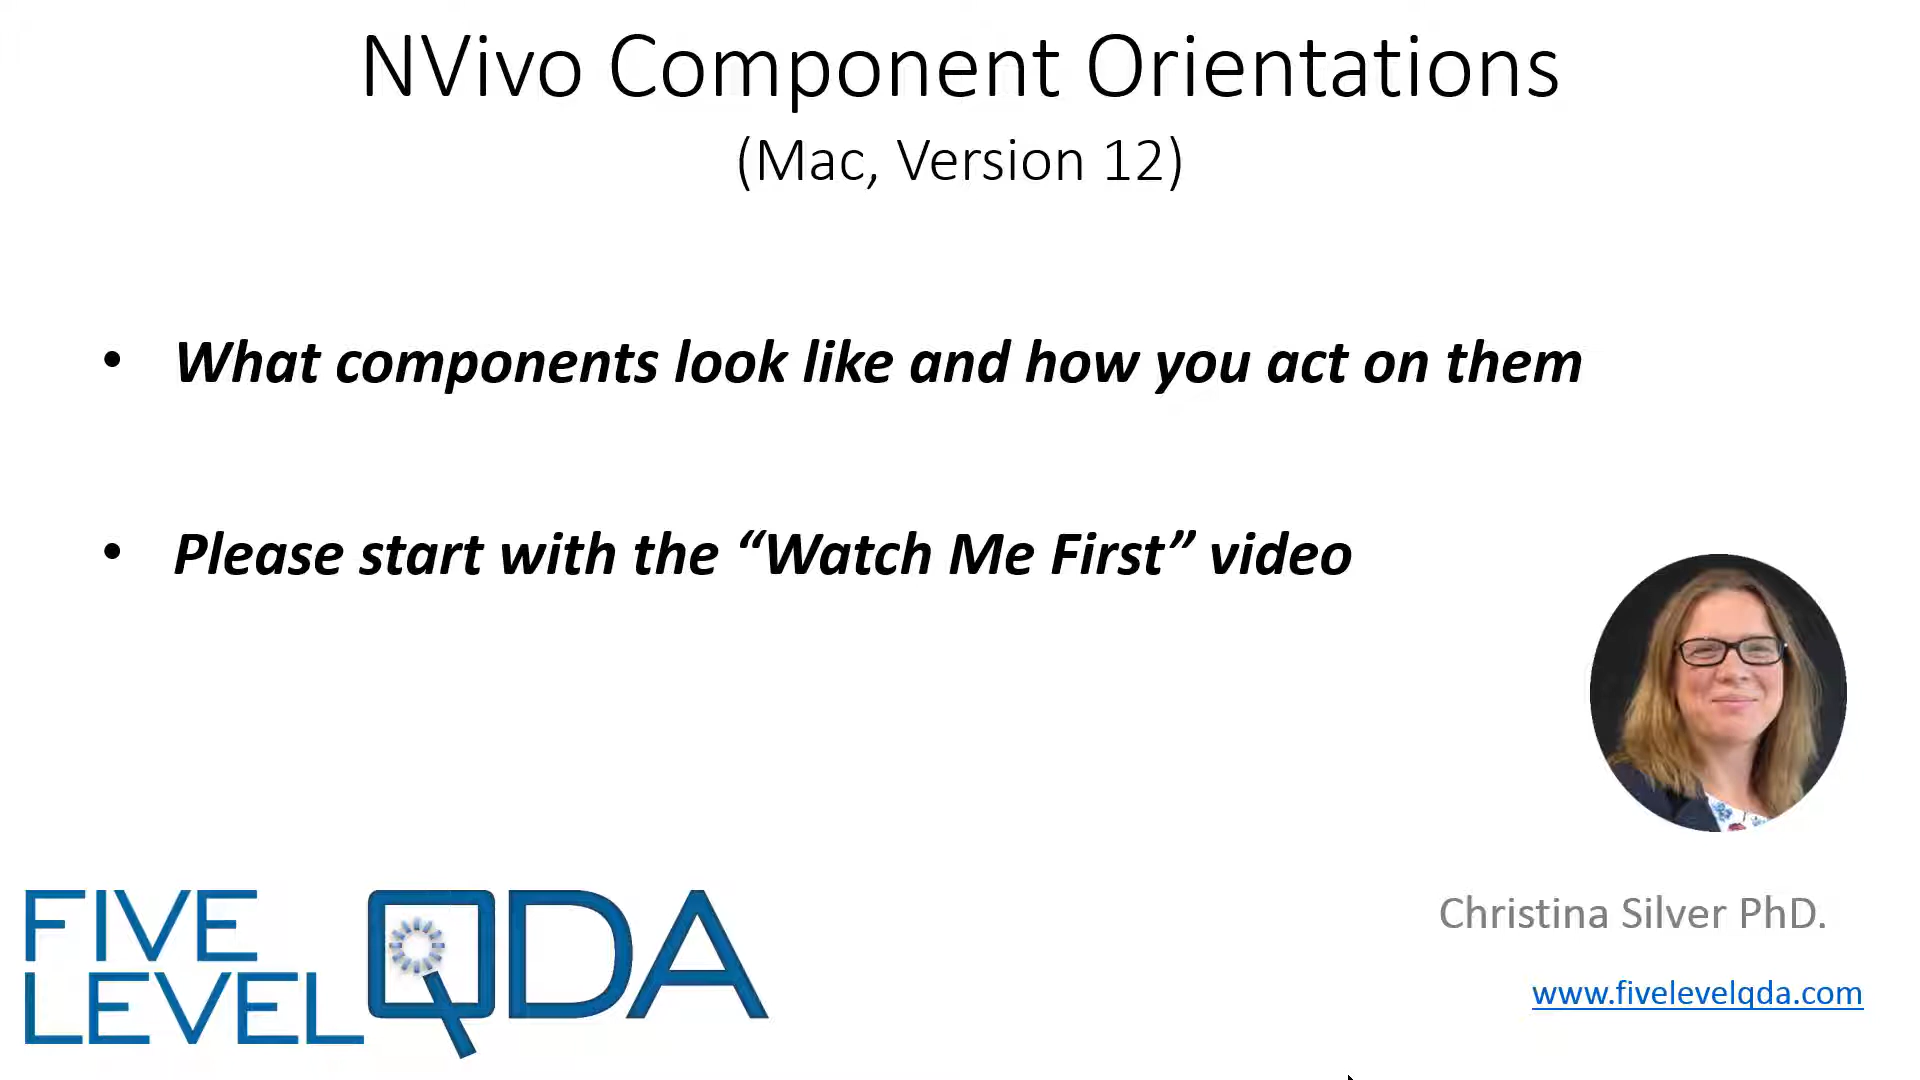 NVivo Component Orientations
(Mac, Version 12)
• What components look like and how you act on them
• Please start with the “Watch Me First” video
FIVE
LEVEL QDA
Christina Silver PhD.
www.fivelevelqda.com